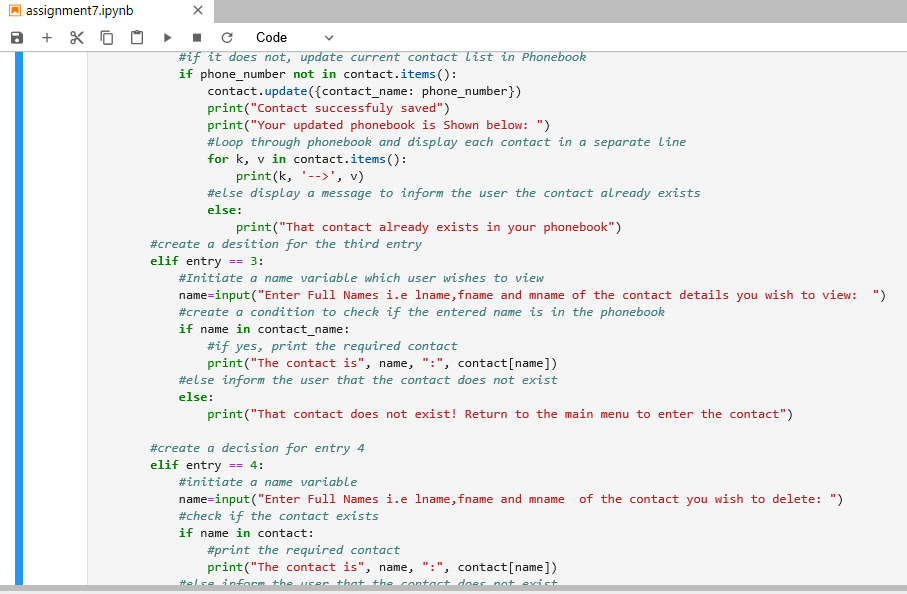 assignment7.ipynb
Code
#if it does not, update current contact list in Phonebook
if phone_number not in contact.items():
contact.update({contact_name: phone_number})
print("Contact successfuly saved")
print("Your updated phonebook is Shown below: ")
#loop through phonebook and display each contact in a separate line
for k, v in contact.items():
print(k, '-->', v)
#else display a message to inform the user the contact already exists
else:
print("That contact already exists in your phonebook")
#create a desition for the third entry
elif entry == 3:
#Initiate a name variable which user wishes to view
name=input("Enter Full Names i.e lname,fname and mname of the contact details you wish to view:  ")
#create a condition to check if the entered name is in the phonebook
if name in contact_name:
#if yes, print the required contact
print("The contact is", name, ":", contact[name])
#else inform the user that the contact does not exist
else:
print("That contact does not exist! Return to the main menu to enter the contact")
#create a decision for entry 4
elif entry == 4:
#initiate a name variable
name=input("Enter Full Names i.e lname,fname and mname  of the contact you wish to delete: ")
#check if the contact exists
if name in contact:
#print the required contact
print("The contact is", name, ":", contact[name])
#else inform the user that the contact does not exist